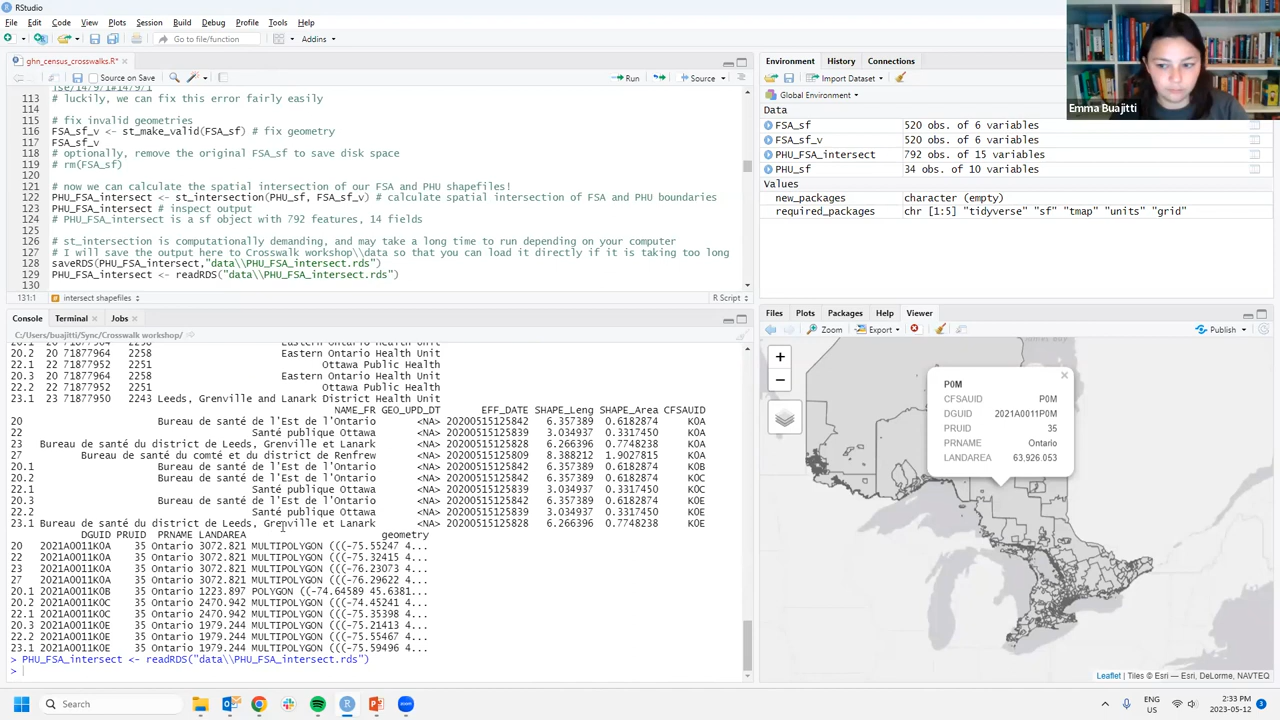 RStudio
File Edit Code View Plots Session Build Debug Profile Tools Help
Go to file/function Addins
ghn_census_crosswalks.R*
Source on Save Run Source
ise/1479/1#1479/1
113 # luckily, we can fix this error fairly easily
114
115 # fix invalid geometries
116 FSA_sf_v <- st_make_valid(FSA_sf) # fix geometry
117 FSA_sf_v
118 # optionally, remove the original FSA_sf to save disk space
119 # rm(FSA_sf)
120
121 # now we can calculate the spatial intersection of our FSA and PHU shapefiles!
122 PHU_FSA_intersect <- st_intersection(PHU_sf, FSA_sf_v) # calculate spatial intersection of FSA and PHU boundaries
123 PHU_FSA_intersect # inspect output
124 # PHU_FSA_intersect is a sf object with 792 features, 14 fields
125
126 # st_intersection is computationally demanding, and may take a long time to run depending on your computer
127 # I will save the output here to Crosswalk workshop\\data so that you can load it directly if it is taking too long
128 saveRDS(PHU_FSA_intersect,"data\\PHU_FSA_intersect.rds")
129 PHU_FSA_intersect <- readRDS("data\\PHU_FSA_intersect.rds")
130
131:1 intersect shapefiles R Script
Console Terminal Jobs
C:/Users/buajitti/Sync/Crosswalk workshop/
20.2 20 71877964 2258 Eastern Ontario Health Unit
22.1 22 71877952 2251 Ottawa Public Health
20.3 20 71877964 2258 Eastern Ontario Health Unit
22.2 22 71877952 2251 Ottawa Public Health
23.1 23 71877950 2243 Leeds, Grenville and Lanark District Health Unit
NAME_FR GEO_UPD_DT EFF_DATE SHAPE_Leng SHAPE_Area CFSAUID
20 Bureau de santé de l'Est de l'Ontario <NA> 20200515125842 6.357389 0.6182874 K0A
22 Santé publique Ottawa <NA> 20200515125842 3.034937 0.3317450 K0A
23 Bureau de santé du district de Leeds, Grenville et Lanark <NA> 20200515125828 6.266396 0.7748238 K0A
27 Bureau de santé du comté et du district de Renfrew <NA> 20200515125809 8.388212 1.9027815 K0A
20.1 Bureau de santé de l'Est de l'Ontario <NA> 20200515125842 6.357389 0.6182874 K0B
20.2 Bureau de santé de l'Est de l'Ontario <NA> 20200515125842 6.357389 0.6182874 K0C
22.1 Santé publique Ottawa <NA> 20200515125842 3.034937 0.3317450 K0C
20.3 Bureau de santé de l'Est de l'Ontario <NA> 20200515125842 6.357389 0.6182874 K0E
22.2 Santé publique Ottawa <NA> 20200515125842 3.034937 0.3317450 K0E
23.1 Bureau de santé du district de Leeds, Grenville et Lanark <NA> 20200515125828 6.266396 0.7748238 K0E
DGUID PRUID PRNAME LANDAREA geometry
20 2021A0011K0A 35 Ontario 3072.821 MULTIPOLYGON (((-75.55247 4...
22 2021A0011K0A 35 Ontario 3072.821 MULTIPOLYGON (((-75.32415 4...
23 2021A0011K0A 35 Ontario 3072.821 MULTIPOLYGON (((-76.23073 4...
27 2021A0011K0A 35 Ontario 3072.821 MULTIPOLYGON (((-76.29622 4...
20.1 2021A0011K0B 35 Ontario 1223.897 POLYGON ((-74.64589 45.6381...
20.2 2021A0011K0C 35 Ontario 2470.942 MULTIPOLYGON (((-74.45241 4...
22.1 2021A0011K0C 35 Ontario 2470.942 MULTIPOLYGON (((-75.35398 4...
20.3 2021A0011K0E 35 Ontario 1979.244 MULTIPOLYGON (((-75.21413 4...
22.2 2021A0011K0E 35 Ontario 1979.244 MULTIPOLYGON (((-75.55467 4...
23.1 2021A0011K0E 35 Ontario 1979.244 MULTIPOLYGON (((-75.59496 4...
> PHU_FSA_intersect <- readRDS("data\\PHU_FSA_intersect.rds")
>
Environment History Connections
Import Dataset
Global Environment
Data
FSA_sf 520 obs. of 6 variables
FSA_sf_v 520 obs. of 6 variables
PHU_FSA_intersect 792 obs. of 15 variables
PHU_sf 34 obs. of 10 variables
Values
new_packages character (empty)
required_packages chr [1:5] "tidyverse" "sf" "tmap" "units" "grid"
Files Plots Packages Help Viewer
Zoom Export Publish
+
−
P0M
CFSAUID P0M
DGUID 2021A0011P0M
PRUID 35
PRNAME Ontario
LANDAREA 63,926.053
Leaflet | Tiles © Esri — Esri, DeLorme, NAVTEQ
Emma Buajitti
Search
ENG
US
2:33 PM
2023-05-12
3